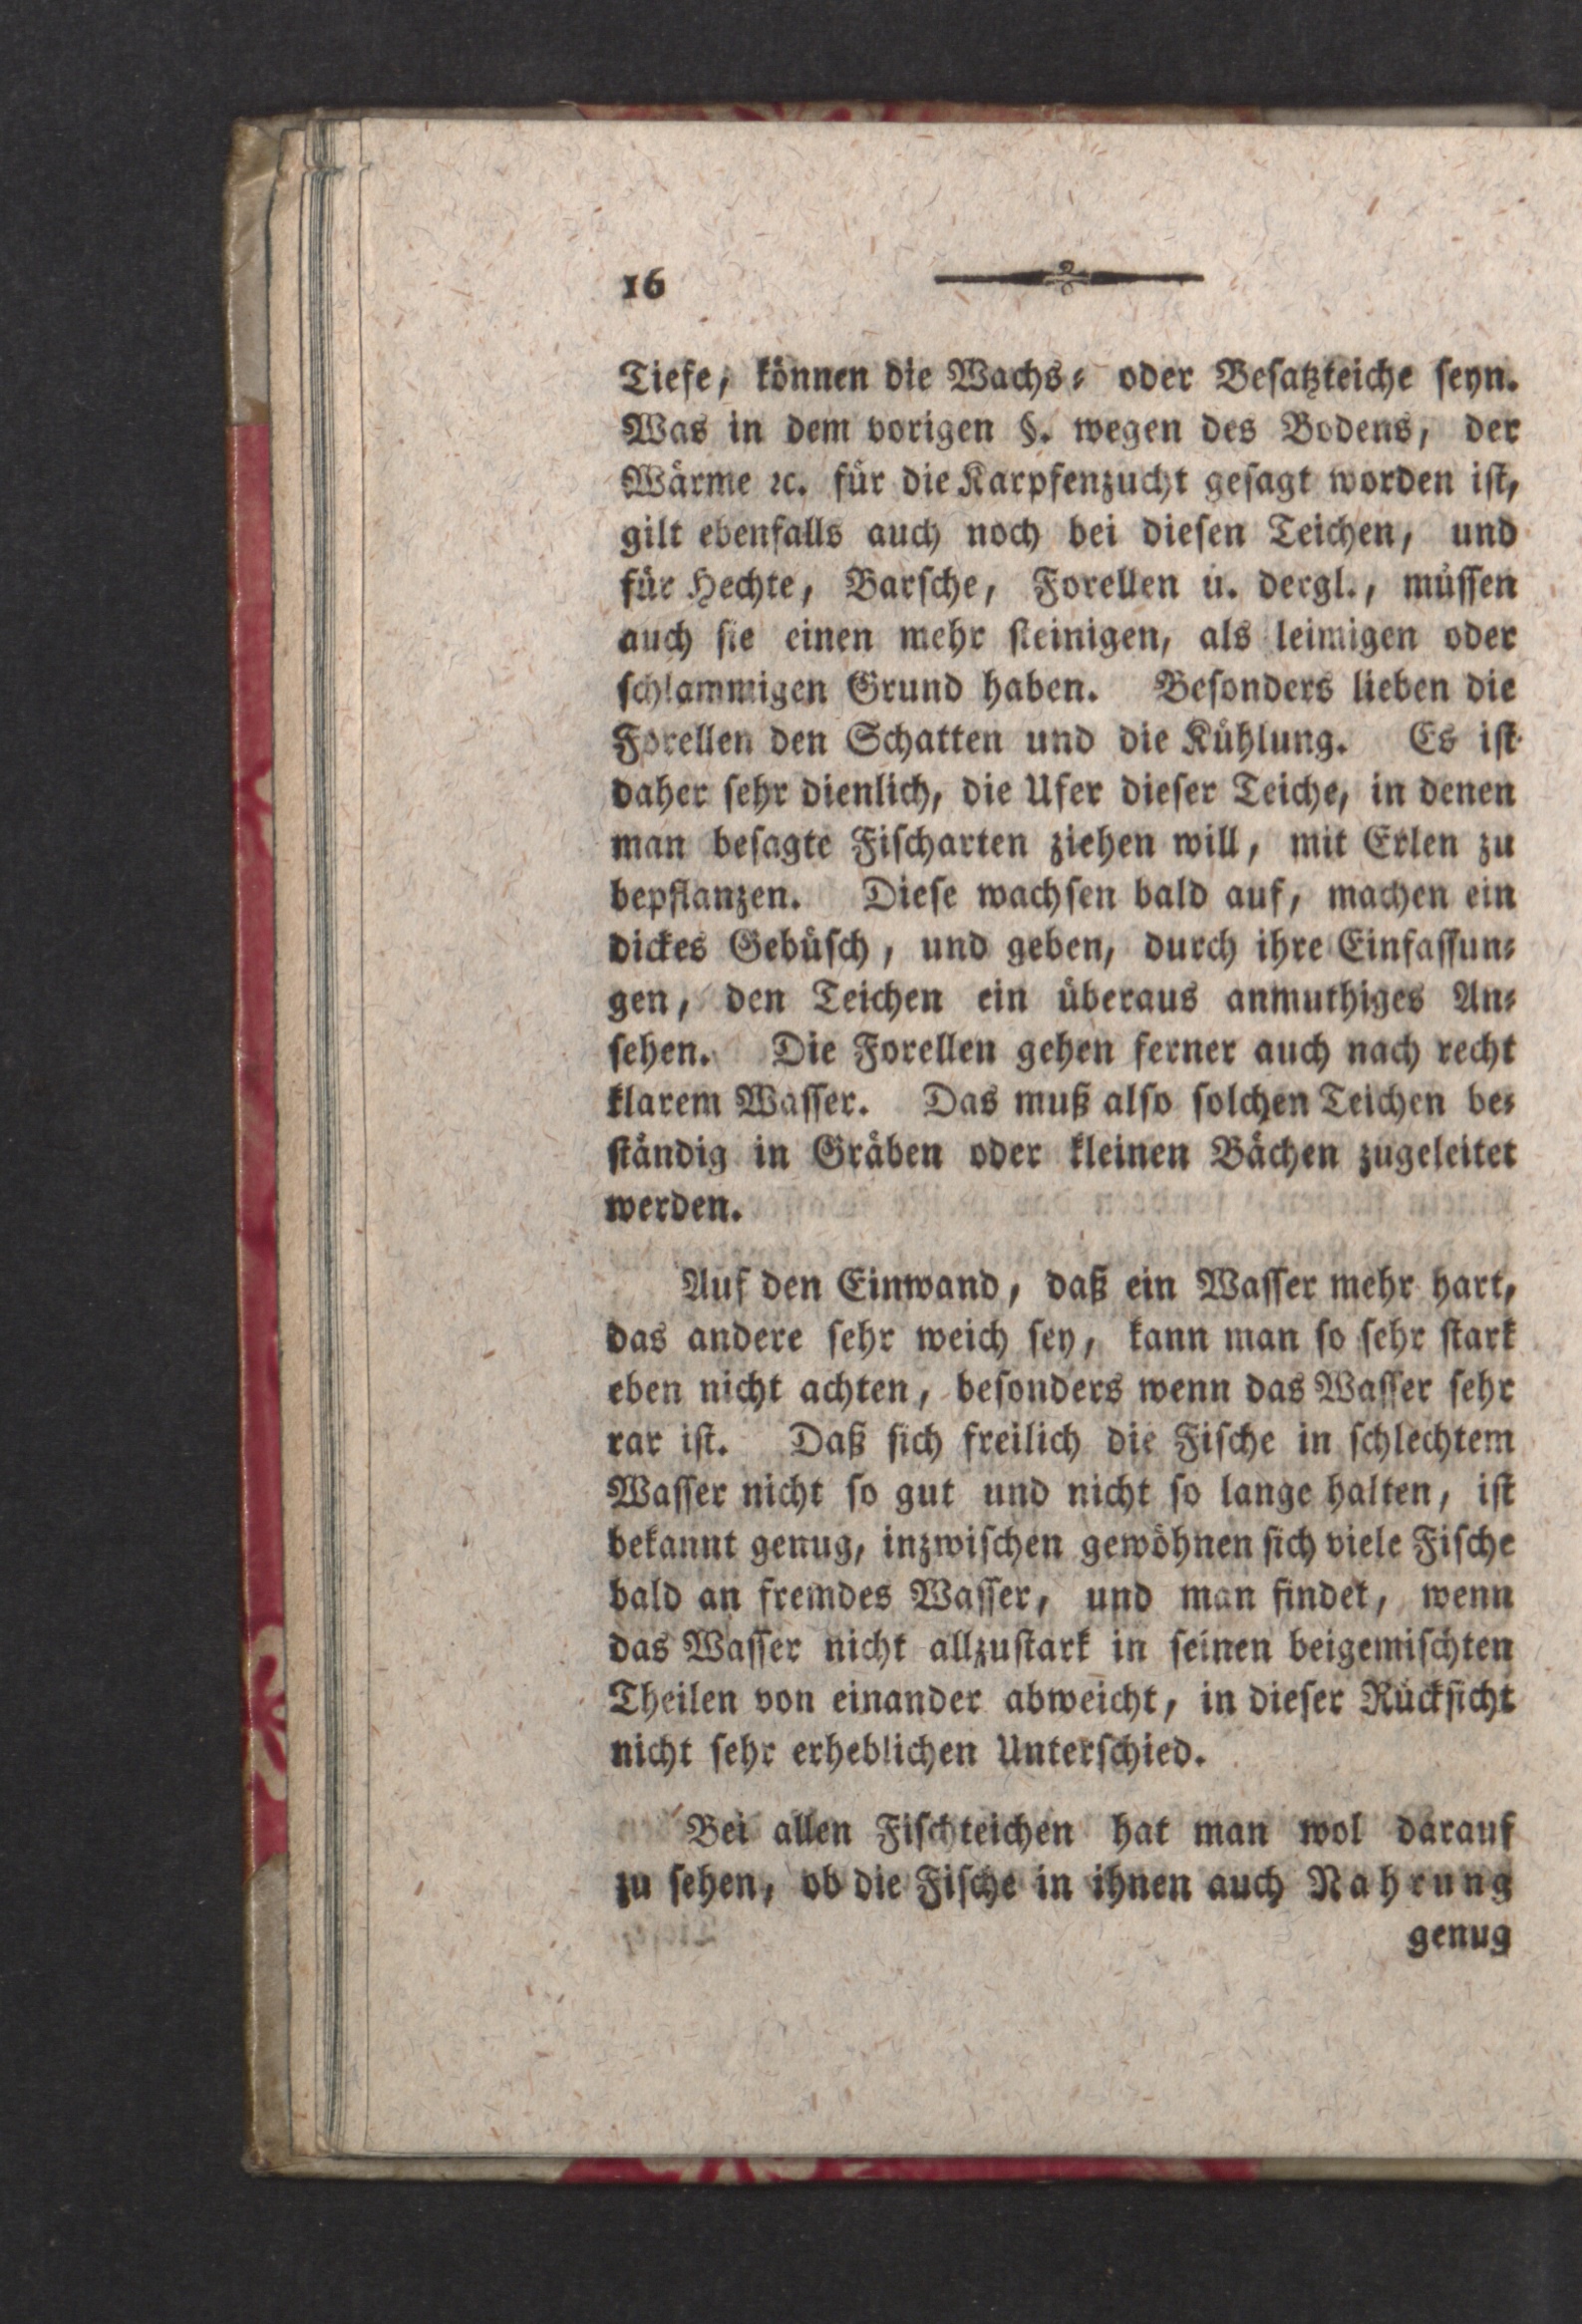 16
Tiefe, können die Wachs- oder Besatzteiche seyn.
Was in dem vorigen §. wegen des Bodens, der
Wärme ꝛc. für die Karpfenzucht gesagt worden ist,
gilt ebenfalls auch noch bei diesen Teichen, und
für Hechte, Barsche, Forellen u. dergl., müssen
auch sie einen mehr steinigen, als leimigen oder
schlammigen Grund haben. Besonders lieben die
Forellen den Schatten und die Kühlung. Es ist
daher sehr dienlich, die Ufer dieser Teiche, in denen
man besagte Fischarten ziehen will, mit Erlen zu
bepflanzen. Diese wachsen bald auf, machen ein
dickes Gebüsch, und geben, durch ihre Einfassun-
gen, den Teichen ein überaus anmuthiges An-
sehen. Die Forellen gehen ferner auch nach recht
klarem Wasser. Das muß also solchen Teichen be-
ständig in Gräben oder kleinen Bächen zugeleitet
werden.
Auf den Einwand, daß ein Wasser mehr hart,
das andere sehr weich sey, kann man so sehr stark
eben nicht achten, besonders wenn das Wasser sehr
rar ist. Daß sich freilich die Fische in schlechtem
Wasser nicht so gut und nicht so lange halten, ist
bekannt genug, inzwischen gewöhnen sich viele Fische
bald an fremdes Wasser, und man findet, wenn
das Wasser nicht allzustark in seinen beigemischten
Theilen von einander abweicht, in dieser Rücksicht
nicht sehr erheblichen Unterschied.
Bei allen Fischteichen hat man wol darauf
zu sehen, ob die Fische in ihnen auch Nahrung
genug